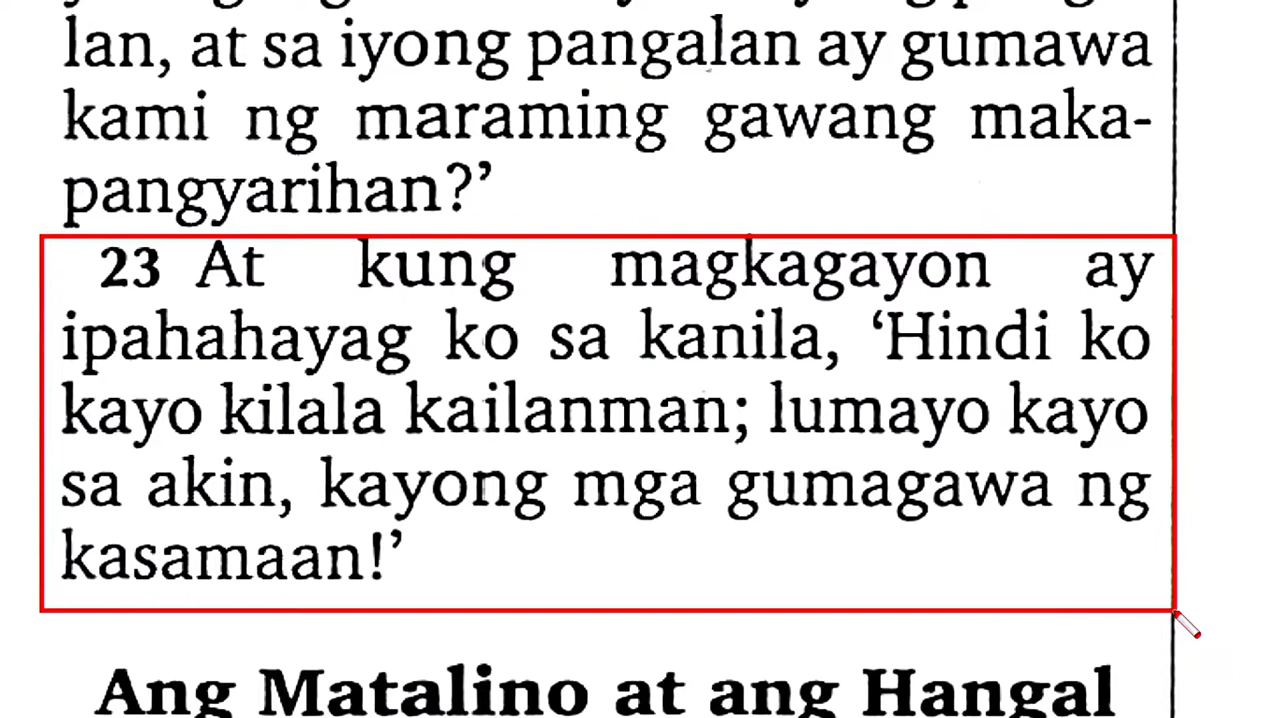 lan, at sa iyong pangalan ay gumawa
kami ng maraming gawang maka-
pangyarihan?’
23 At kung magkagayon ay
ipahahayag ko sa kanila, ‘Hindi ko
kayo kilala kailanman; lumayo kayo
sa akin, kayong mga gumagawa ng
kasamaan!’
Ang Matalino at ang Hangal